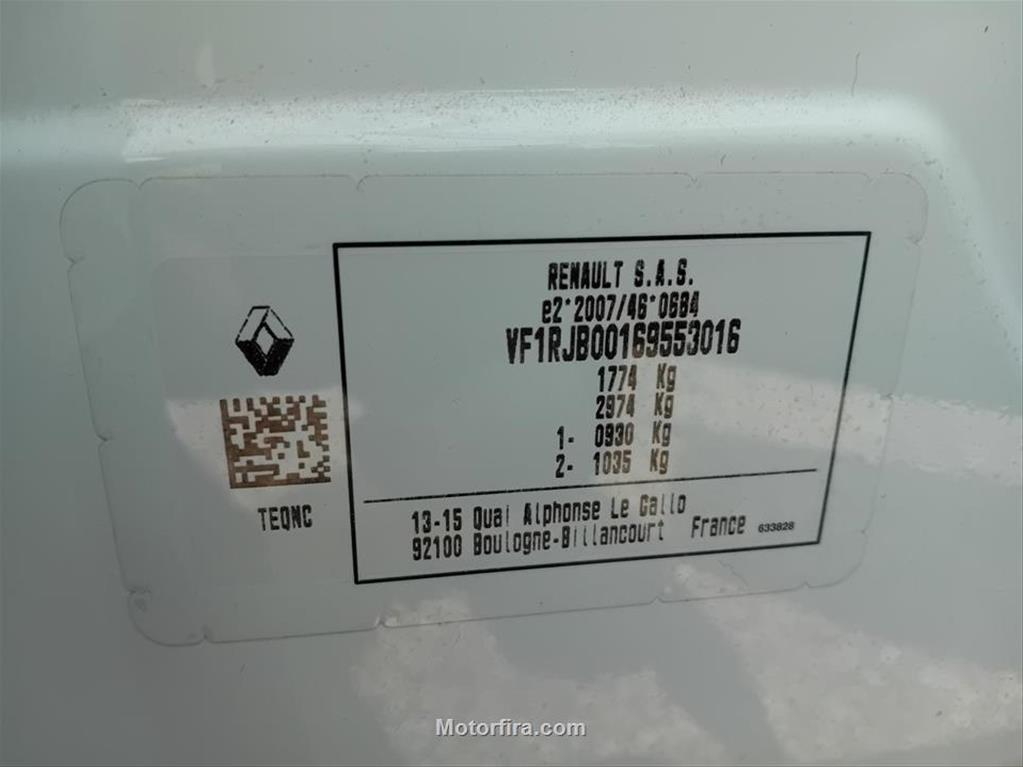 RENAULT S.A.S.
e2*2007/46*0684
VF1RJB00169553016
1774 Kg
2974 Kg
1- 0930 Kg
2- 1035 Kg
TEQNC
13-15 Quai Alphonse Le Gallo
92100 Boulogne-Billancourt France 633828
Motorfira.com